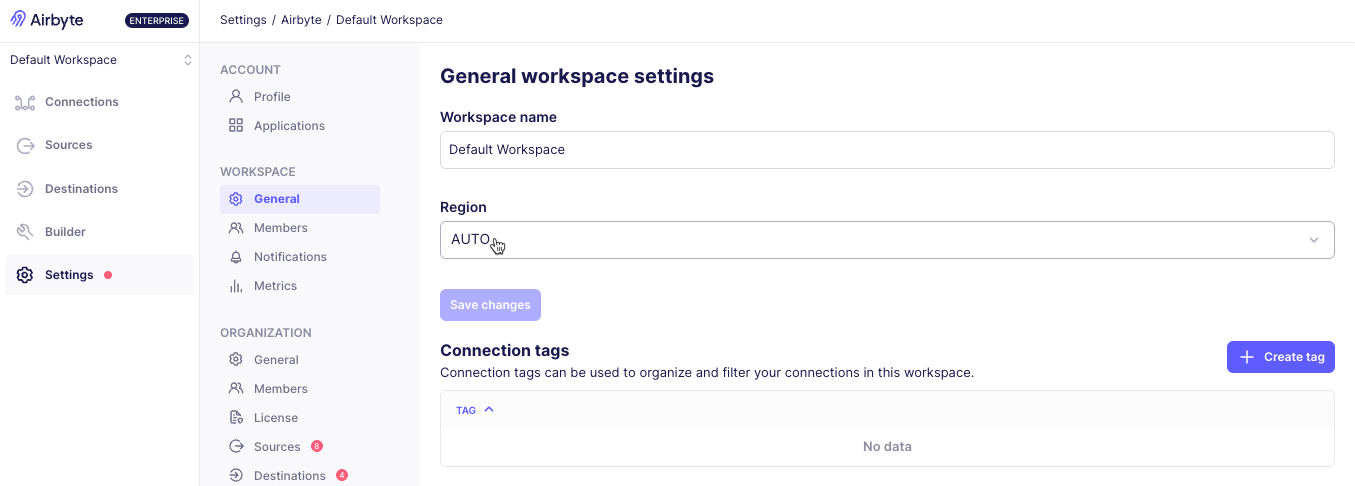 Airbyte
ENTERPRISE
Settings / Airbyte / Default Workspace
Default Workspace
Connections
Sources
Destinations
Builder
Settings
ACCOUNT
Profile
Applications
WORKSPACE
General
Members
Notifications
Metrics
ORGANIZATION
General
Members
License
Sources 8
Destinations 4
General workspace settings
Workspace name
Default Workspace
Region
AUTO
Save changes
Connection tags
Connection tags can be used to organize and filter your connections in this workspace.
Create tag
TAG
No data